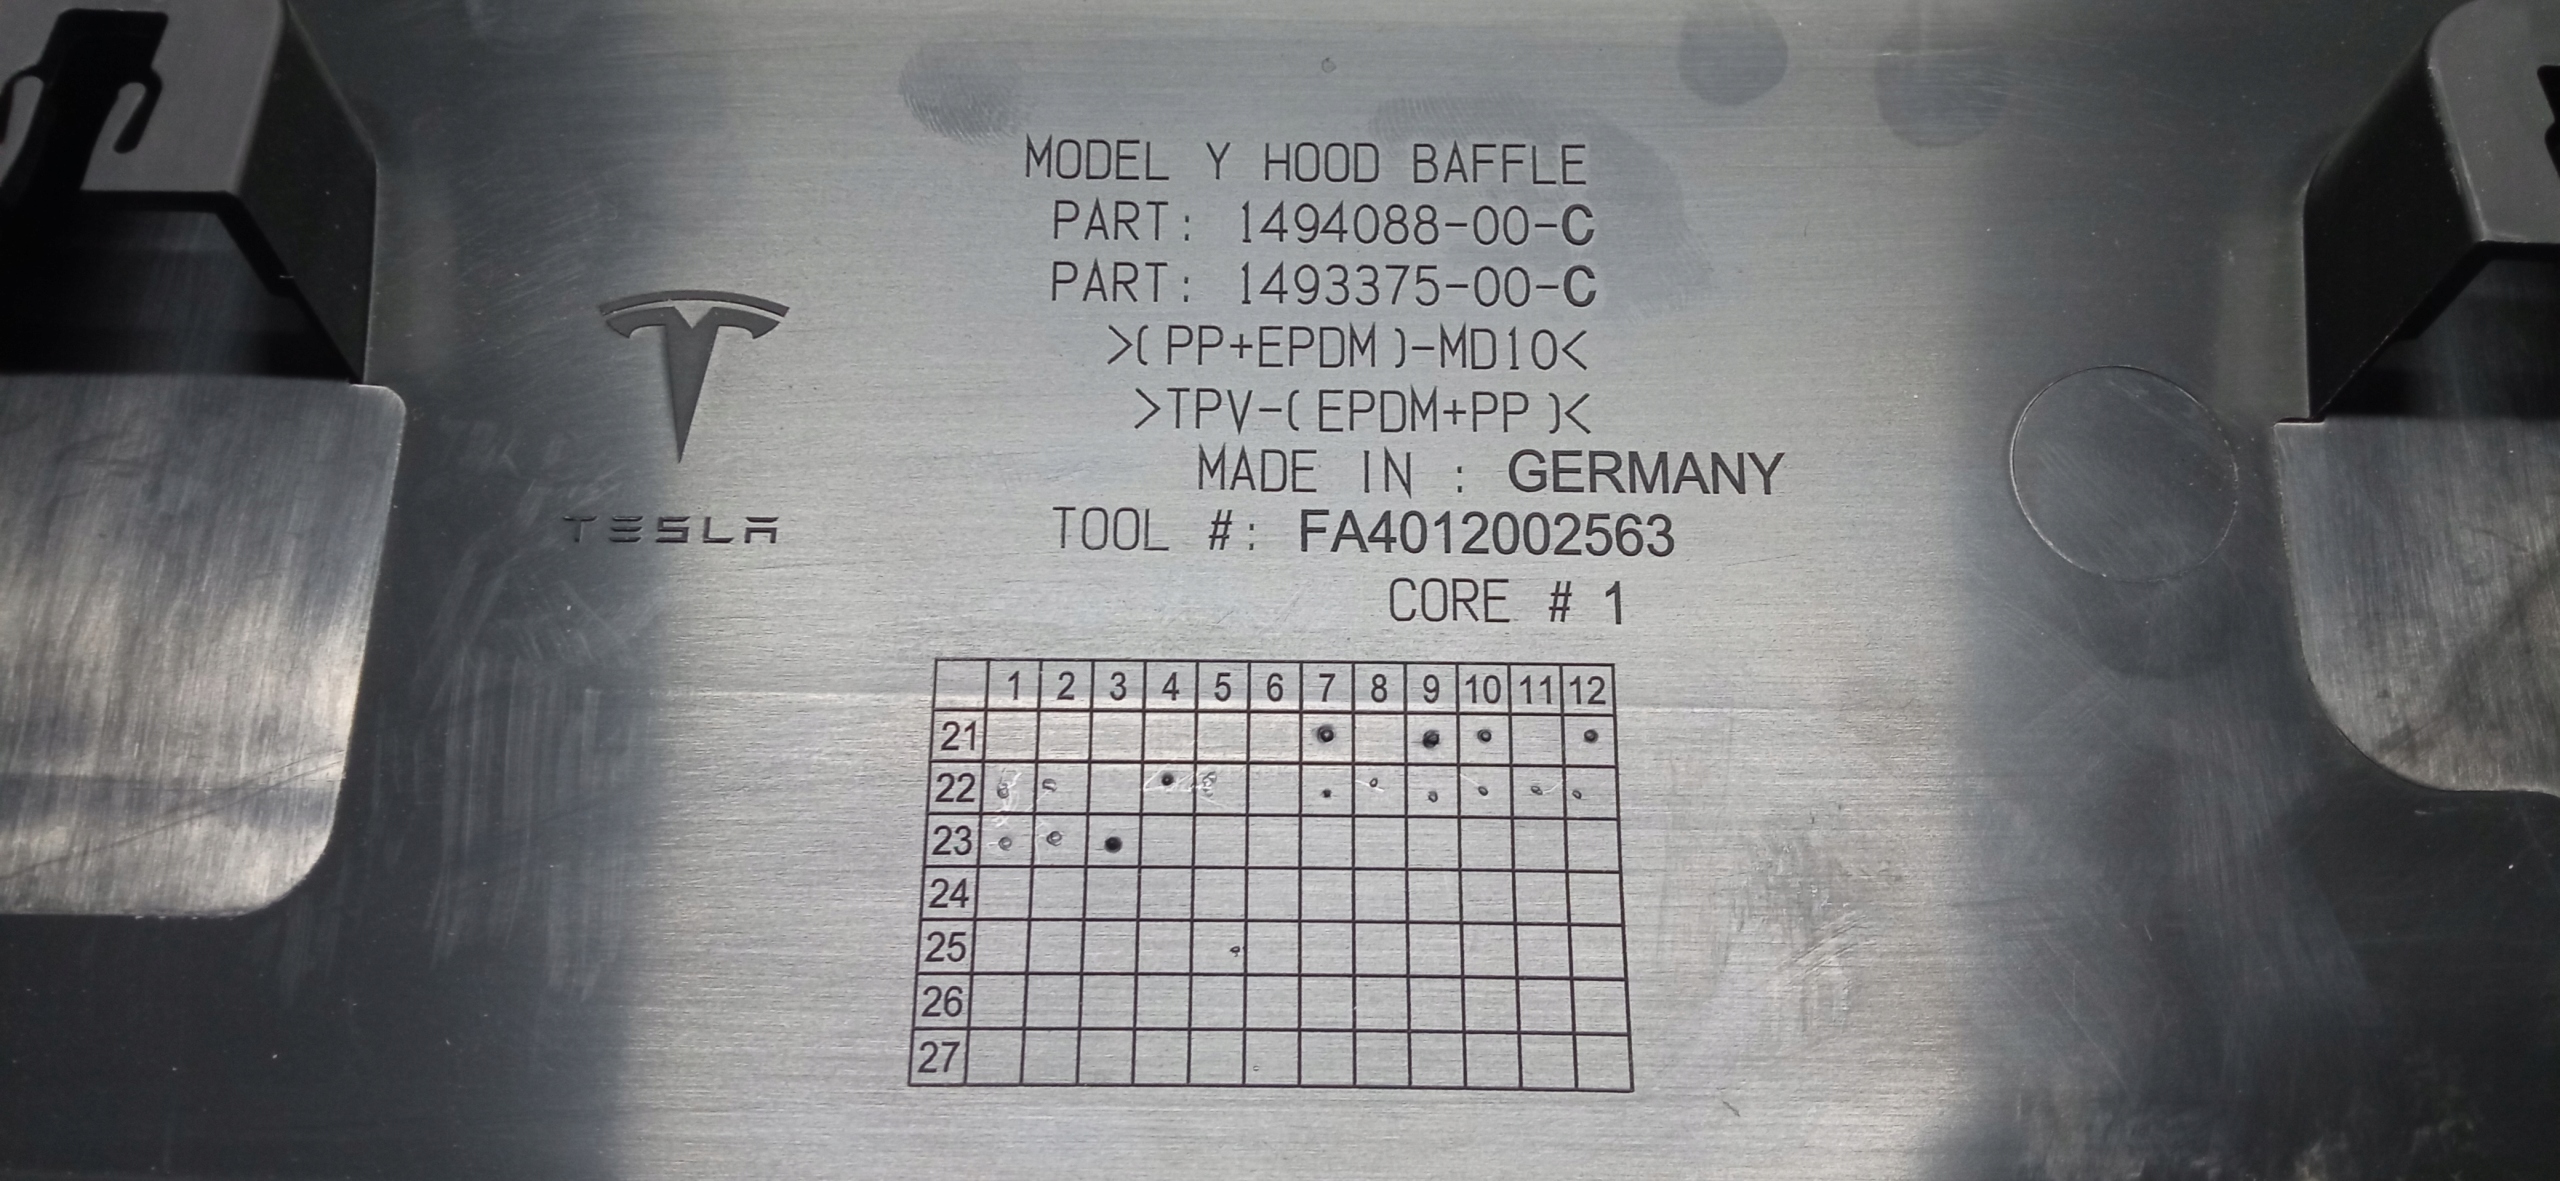 MODEL Y HOOD BAFFLE
PART: 1494088-00-C
PART: 1493375-00-C
>(PP+EPDM)-MD10<
>TPV-(EPDM+PP)<
MADE IN : GERMANY
TOOL #: FA4012002563
CORE # 1
TESLA
1 2 3 4 5 6 7 8 9 10 11 12
21
22
23
24
25
26
27